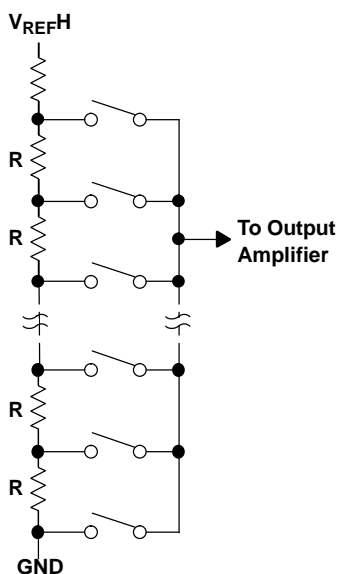 VREFH
R
R
To Output
Amplifier
R
R
GND